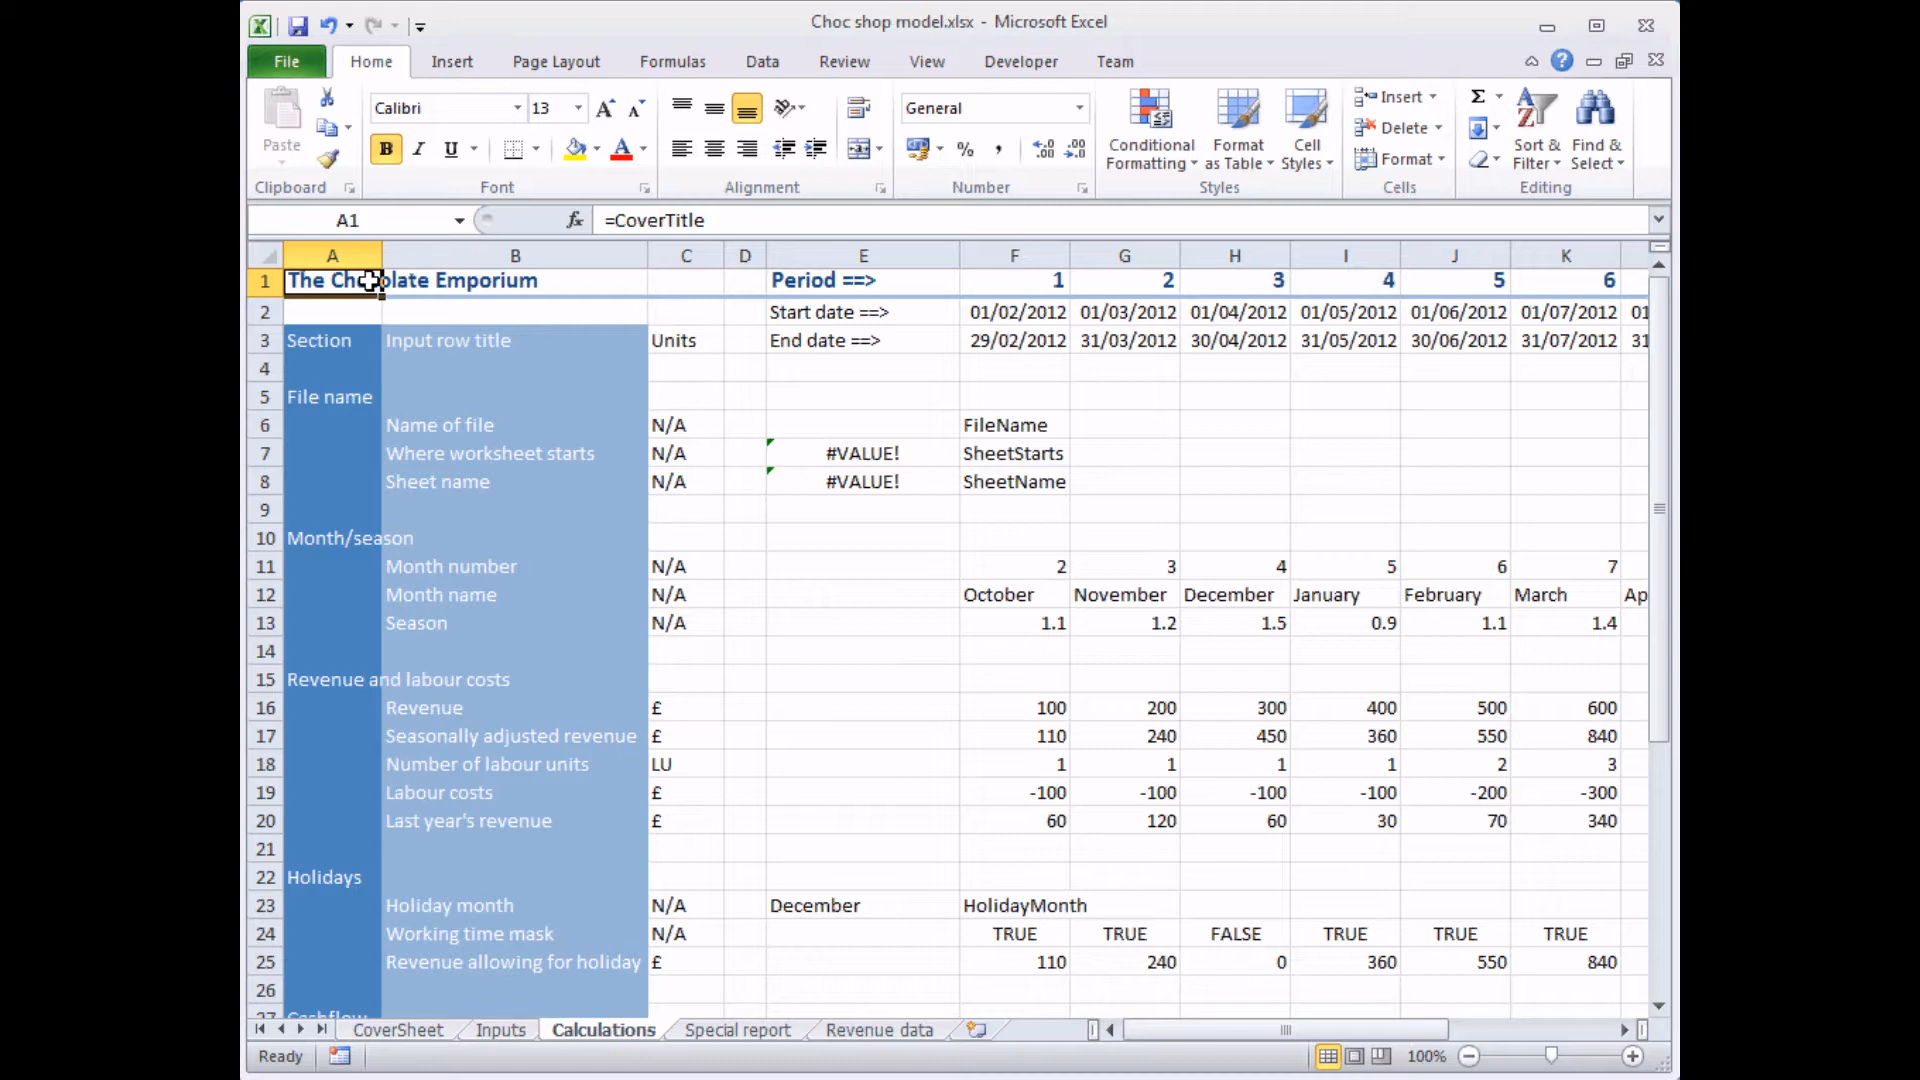 Choc shop model.xlsx - Microsoft Excel
File Home Insert Page Layout Formulas Data Review View Developer Team
Paste
Calibri 13
B I U
General
% ,
Conditional Formatting
Format as Table
Cell Styles
Insert
Delete
Format
Σ
Sort & Filter
Find & Select
Clipboard Font Alignment Number Styles Cells Editing
A1 fx =CoverTitle
A B C D E F G H I J K
1 The Chocolate Emporium Period ==> 1 2 3 4 5 6
2 Start date ==> 01/02/2012 01/03/2012 01/04/2012 01/05/2012 01/06/2012 01/07/2012 01
3 Section Input row title Units End date ==> 29/02/2012 31/03/2012 30/04/2012 31/05/2012 30/06/2012 31/07/2012 31
4
5 File name
6 Name of file N/A FileName
7 Where worksheet starts N/A #VALUE! SheetStarts
8 Sheet name N/A #VALUE! SheetName
9
10 Month/season
11 Month number N/A 2 3 4 5 6 7
12 Month name N/A October November December January February March Ap
13 Season N/A 1.1 1.2 1.5 0.9 1.1 1.4
14
15 Revenue and labour costs
16 Revenue £ 100 200 300 400 500 600
17 Seasonally adjusted revenue £ 110 240 450 360 550 840
18 Number of labour units LU 1 1 1 1 2 3
19 Labour costs £ -100 -100 -100 -100 -200 -300
20 Last year's revenue £ 60 120 60 30 70 340
21
22 Holidays
23 Holiday month N/A December HolidayMonth
24 Working time mask N/A TRUE TRUE FALSE TRUE TRUE TRUE
25 Revenue allowing for holiday £ 110 240 0 360 550 840
26
27 Cashflow
CoverSheet Inputs Calculations Special report Revenue data
Ready 100%